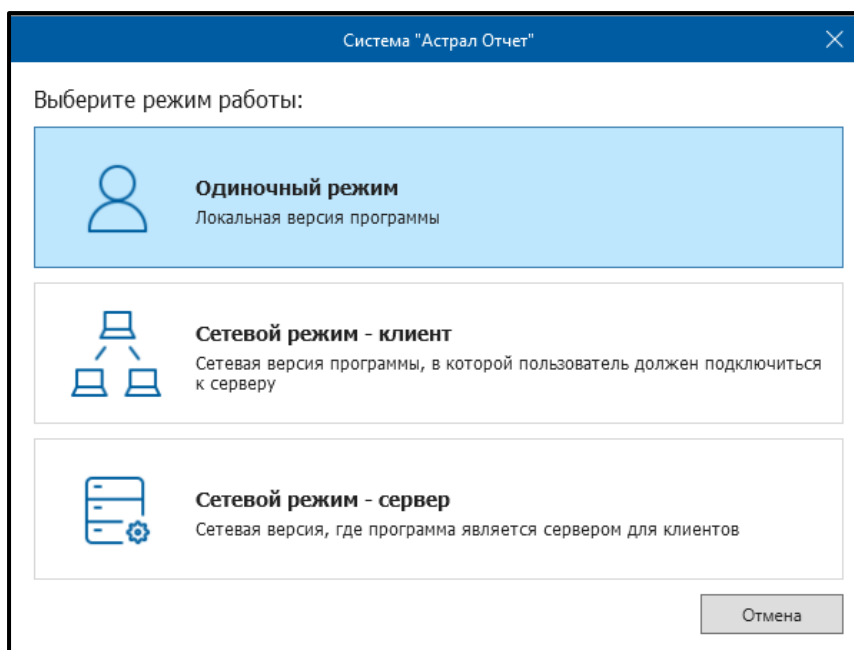 Система "Астрал Отчет"
Выберите режим работы:
Одиночный режим
Локальная версия программы
Сетевой режим - клиент
Сетевая версия программы, в которой пользователь должен подключиться
к серверу
Сетевой режим - сервер
Сетевая версия, где программа является сервером для клиентов
Отмена